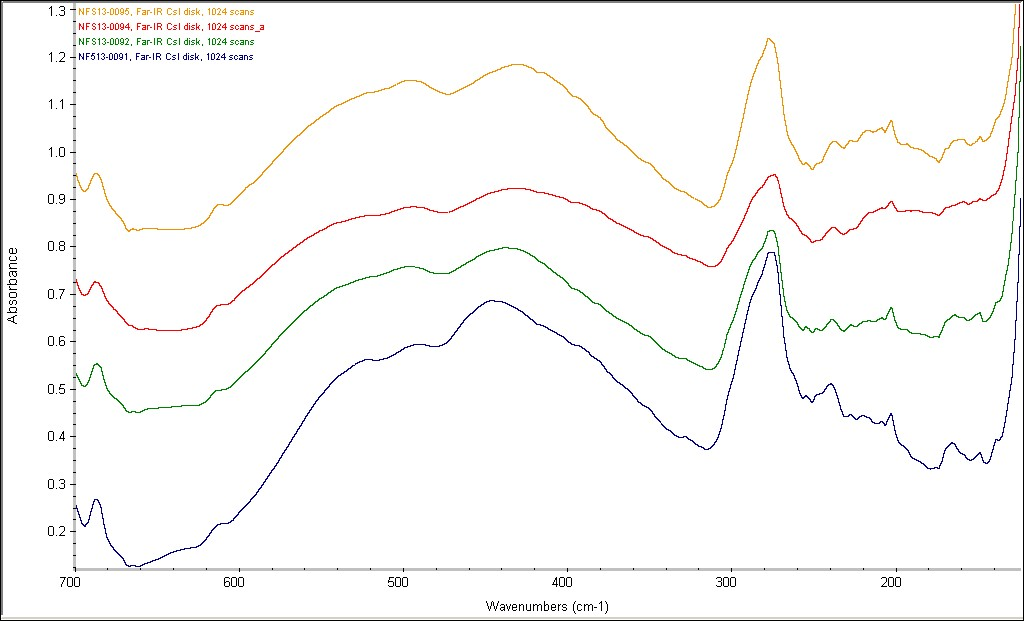 NFS13-0095, Far-IR CsI disk, 1024 scans
NFS13-0094, Far-IR CsI disk, 1024 scans_a
NFS13-0092, Far-IR CsI disk, 1024 scans
NF513-0091, Far-IR CsI disk, 1024 scans
1.3
1.2
1.1
1.0
0.9
0.8
0.7
0.6
0.5
0.4
0.3
0.2
Absorbance
700 600 500 400 300 200
Wavenumbers (cm-1)